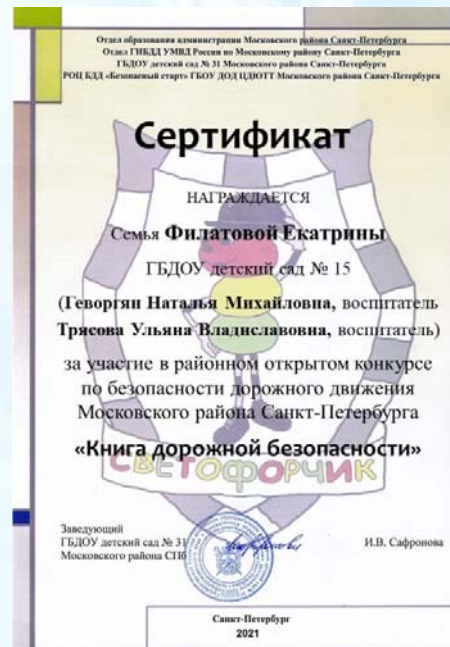 Отдел образования администрации Московского района Санкт-Петербурга
Отдел ГИБДД УМВД России по Московскому району Санкт-Петербурга
ГБДОУ детский сад № 31 Московского района Санкт-Петербурга
РОЦ БДД «Безопасный старт» ГБОУ ДОД ЦДЮТТ Московского района Санкт-Петербурга
Сертификат
НАГРАЖДАЕТСЯ
Семья Филатовой Екатрины
ГБДОУ детский сад № 15
(Геворгян Наталья Михайловна, воспитатель
Трясова Ульяна Владиславовна, воспитатель)
за участие в районном открытом конкурсе
по безопасности дорожного движения
Московского района Санкт-Петербурга
«Книга дорожной безопасности»
СВЕТОФОРЧИК
Заведующий
ГБДОУ детский сад № 31
Московского района СПб
И.В. Сафронова
Санкт-Петербург
2021